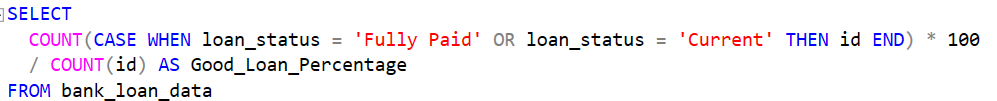 SELECT
COUNT(CASE WHEN loan_status = 'Fully Paid' OR loan_status = 'Current' THEN id END) * 100
/ COUNT(id) AS Good_Loan_Percentage
FROM bank_loan_data